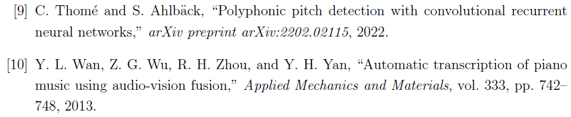 [9] C. Thomé and S. Ahlbäck, “Polyphonic pitch detection with convolutional recurrent
neural networks,” arXiv preprint arXiv:2202.02115, 2022.
[10] Y. L. Wan, Z. G. Wu, R. H. Zhou, and Y. H. Yan, “Automatic transcription of piano
music using audio-vision fusion,” Applied Mechanics and Materials, vol. 333, pp. 742–
748, 2013.